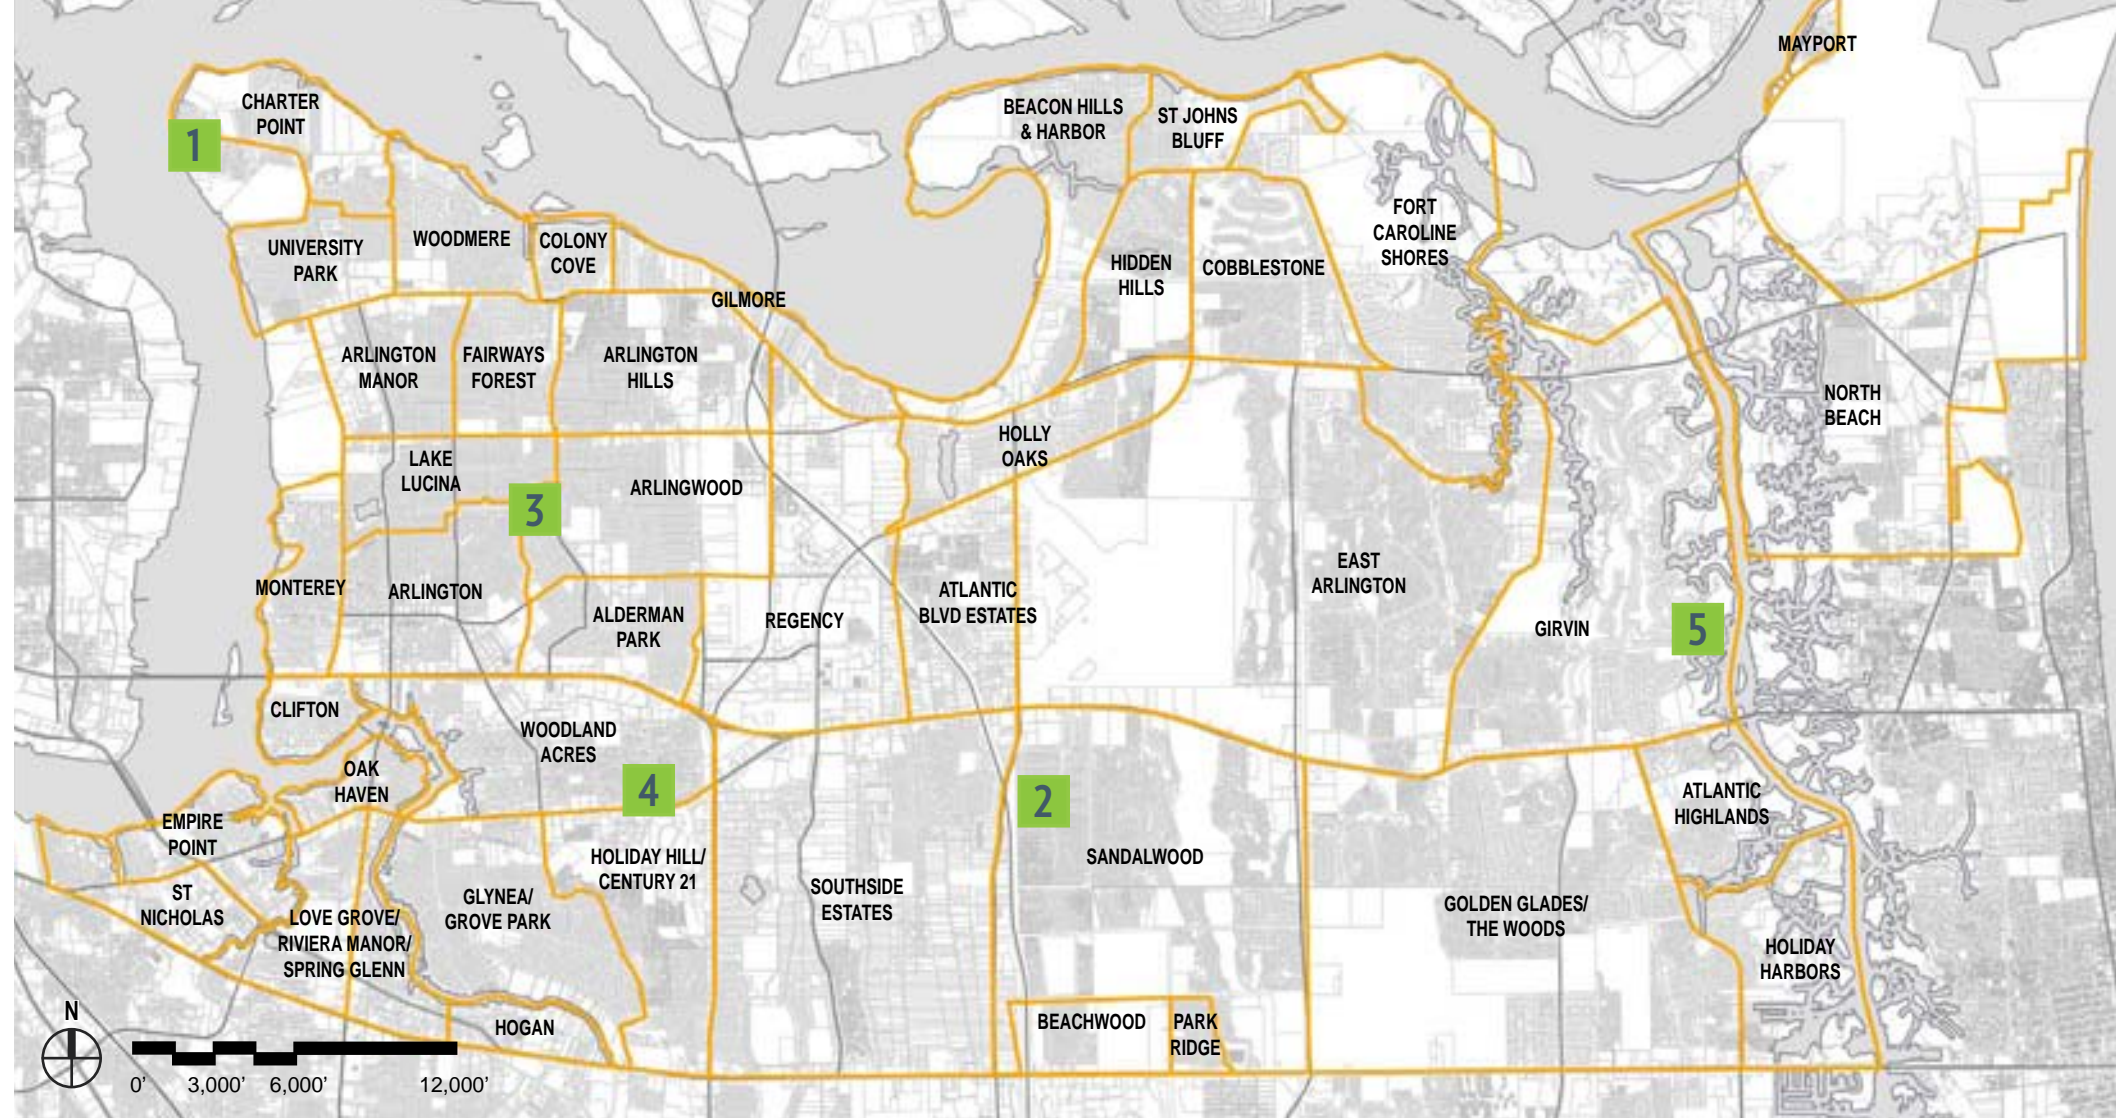 MAYPORT
CHARTER
POINT
1
BEACON HILLS
& HARBOR
ST JOHNS
BLUFF
UNIVERSITY
PARK
WOODMERE
COLONY
COVE
FORT
CAROLINE
SHORES
HIDDEN
HILLS
COBBLESTONE
GILMORE
ARLINGTON
MANOR
FAIRWAYS
FOREST
ARLINGTON
HILLS
NORTH
BEACH
HOLLY
OAKS
LAKE
LUCINA
ARLINGWOOD
3
MONTEREY
ARLINGTON
ALDERMAN
PARK
REGENCY
ATLANTIC
BLVD ESTATES
EAST
ARLINGTON
GIRVIN
5
CLIFTON
WOODLAND
ACRES
OAK
HAVEN
4
2
ATLANTIC
HIGHLANDS
EMPIRE
POINT
HOLIDAY HILL/
CENTURY 21
SANDALWOOD
ST
NICHOLAS
LOVE GROVE/
RIVIERA MANOR/
SPRING GLENN
GLYNEA/
GROVE PARK
SOUTHSIDE
ESTATES
GOLDEN GLADES/
THE WOODS
HOLIDAY
HARBORS
HOGAN
BEACHWOOD
PARK
RIDGE
N
0' 3,000' 6,000' 12,000'